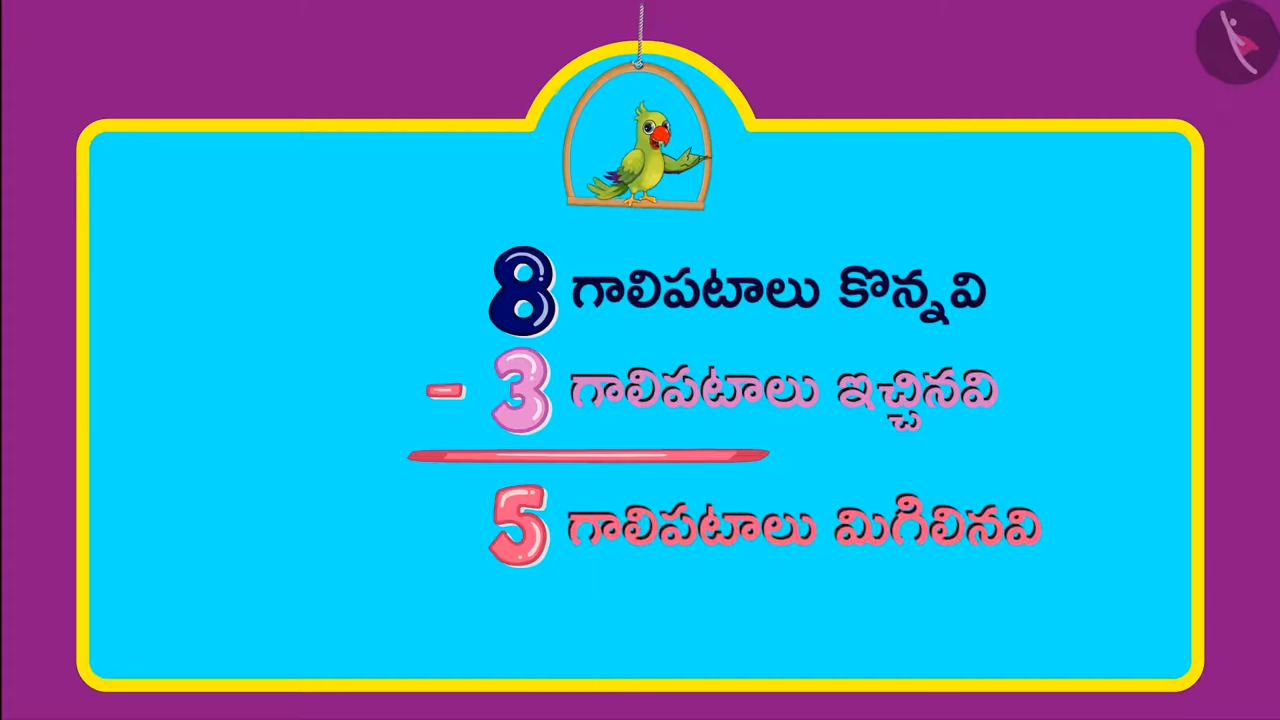 8 గాలిపటాలు కొన్నవి
- 3 గాలిపటాలు ఇచ్చినవి
5 గాలిపటాలు మిగిలినవి